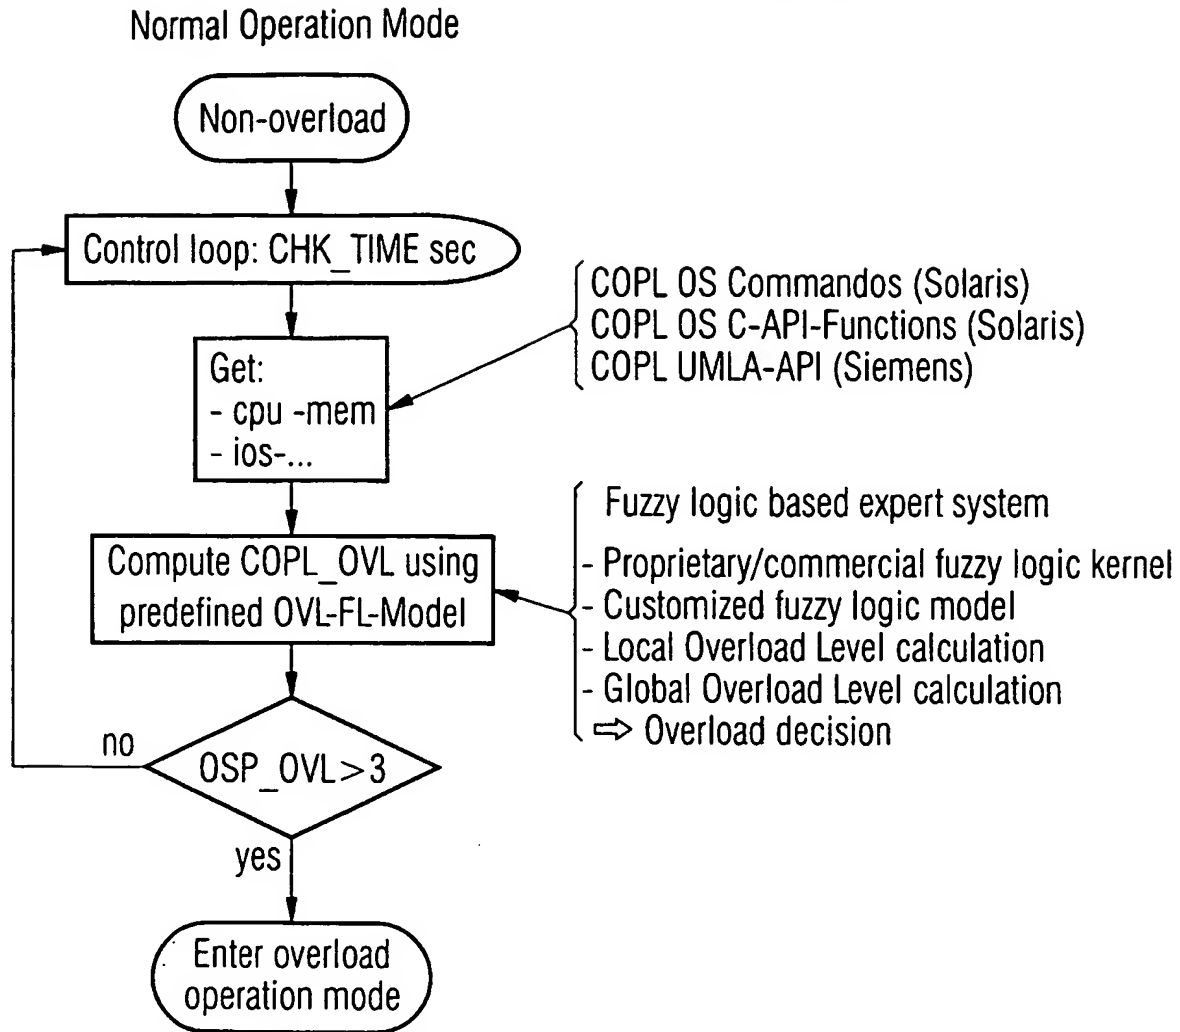 Normal Operation Mode
Non-overload
Control loop: CHK_TIME sec
COPL OS Commandos (Solaris)
COPL OS C-API-Functions (Solaris)
COPL UMLA-API (Siemens)
Get:
- cpu -mem
- ios-...
Fuzzy logic based expert system
- Proprietary/commercial fuzzy logic kernel
- Customized fuzzy logic model
- Local Overload Level calculation
- Global Overload Level calculation
⇨ Overload decision
Compute COPL_OVL using
predefined OVL-FL-Model
no
OSP_OVL>3
yes
Enter overload
operation mode